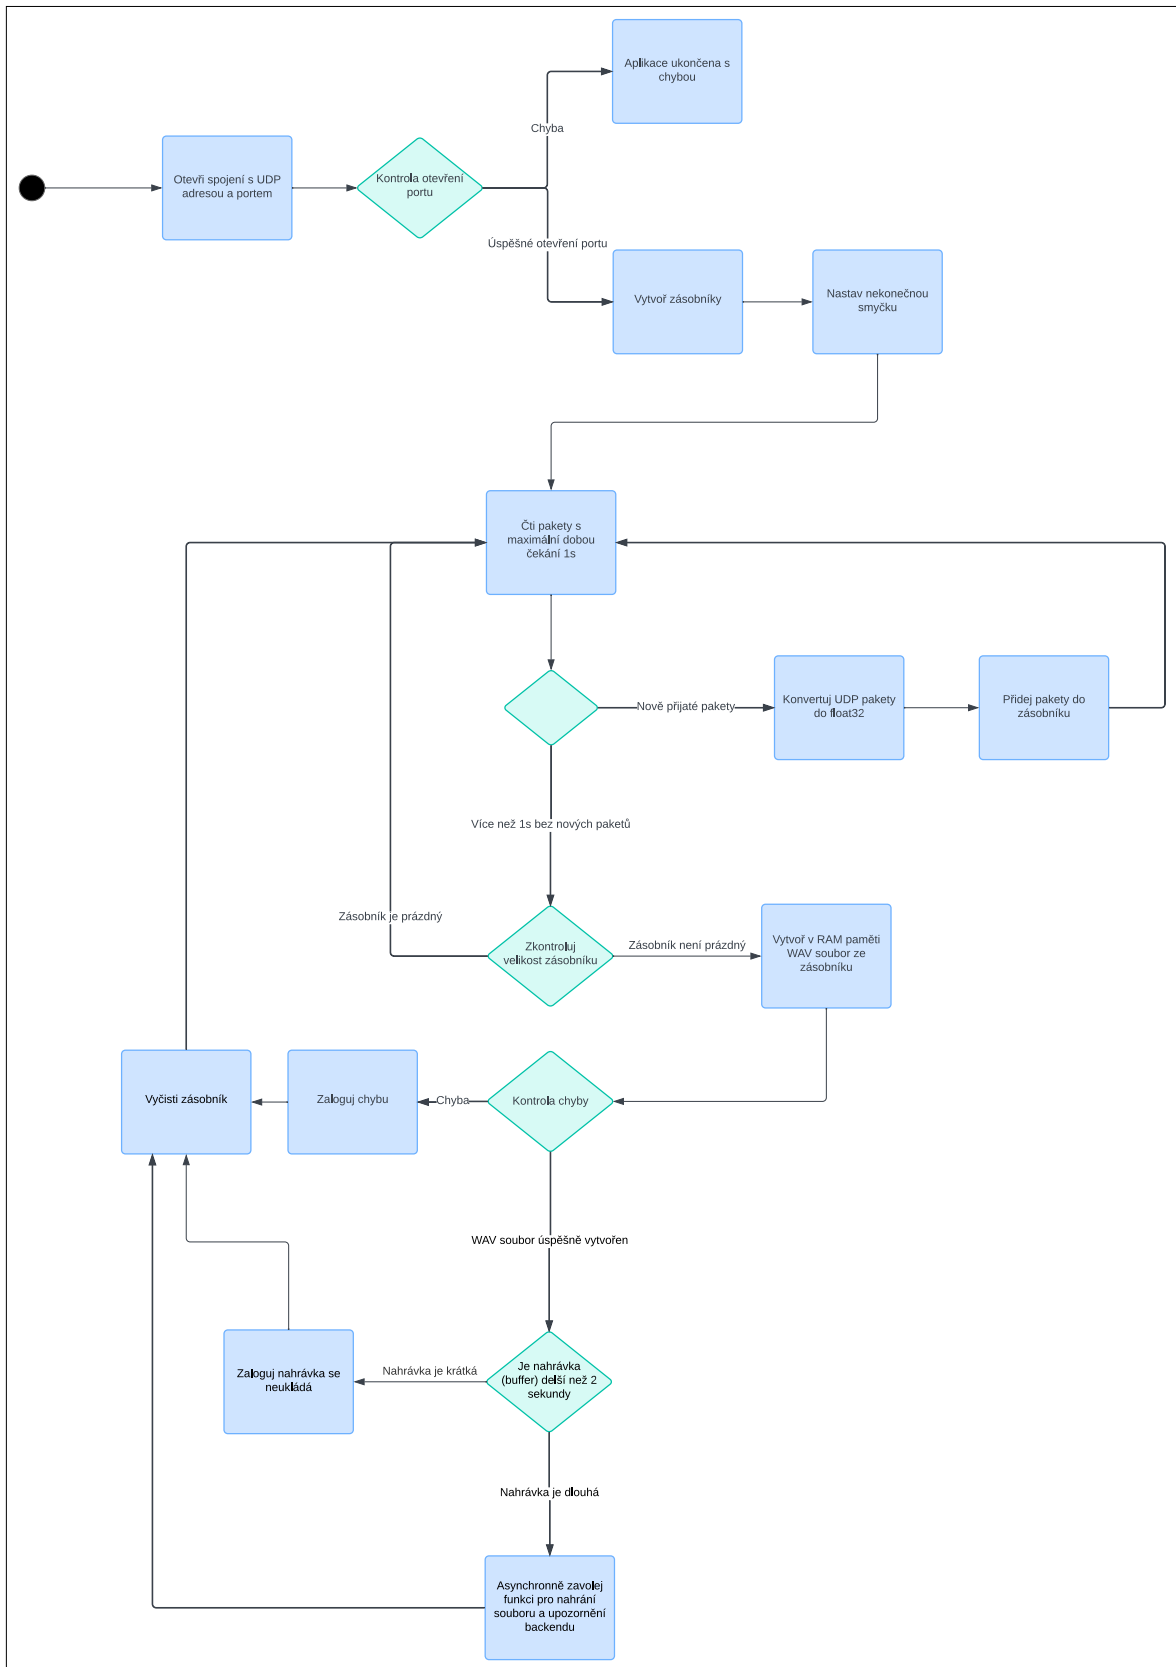 Aplikace ukončena s
chybou
Chyba
Otevři spojení s UDP
adresou a portem
Kontrola otevření
portu
Úspěšné otevření portu
Vytvoř zásobníky
Nastav nekonečnou
smyčku
Čti pakety s
maximální dobou
čekání 1s
Nově přijaté pakety
Konvertuj UDP pakety
do float32
Přidej pakety do
zásobníku
Více než 1s bez nových paketů
Zásobník je prázdný
Zkontroluj
velikost zásobníku
Zásobník není prázdný
Vytvoř v RAM paměti
WAV soubor ze
zásobníku
Vyčisti zásobník
Zaloguj chybu
Chyba
Kontrola chyby
WAV soubor úspěšně vytvořen
Zaloguj nahrávka se
neukládá
Nahrávka je krátká
Je nahrávka
(buffer) delší než 2
sekundy
Nahrávka je dlouhá
Asynchronně zavolej
funkci pro nahrání
souboru a upozornění
backendu